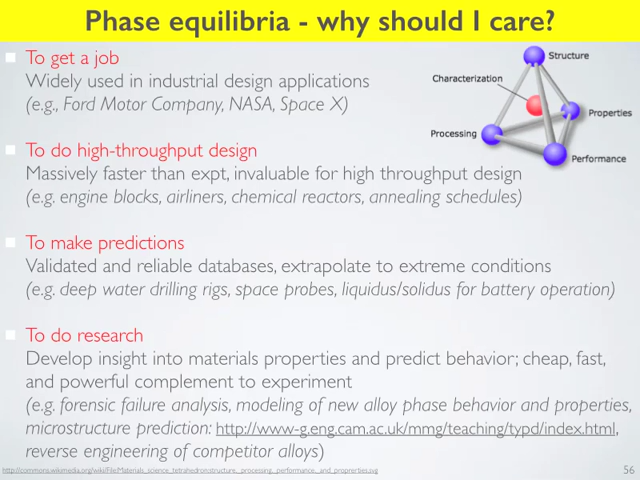 Phase equilibria - why should I care?
To get a job
Widely used in industrial design applications
(e.g., Ford Motor Company, NASA, Space X)
Structure
Characterization
Properties
Processing
Performance
To do high-throughput design
Massively faster than expt, invaluable for high throughput design
(e.g. engine blocks, airliners, chemical reactors, annealing schedules)
To make predictions
Validated and reliable databases, extrapolate to extreme conditions
(e.g. deep water drilling rigs, space probes, liquidus/solidus for battery operation)
To do research
Develop insight into materials properties and predict behavior; cheap, fast,
and powerful complement to experiment
(e.g. forensic failure analysis, modeling of new alloy phase behavior and properties,
microstructure prediction: http://www-g.eng.cam.ac.uk/mmg/teaching/typd/index.html,
reverse engineering of competitor alloys)
http://commons.wikimedia.org/wiki/File:Materials_science_tetrahedron;structure,_processing,_performance,_and_proprerties.svg
56